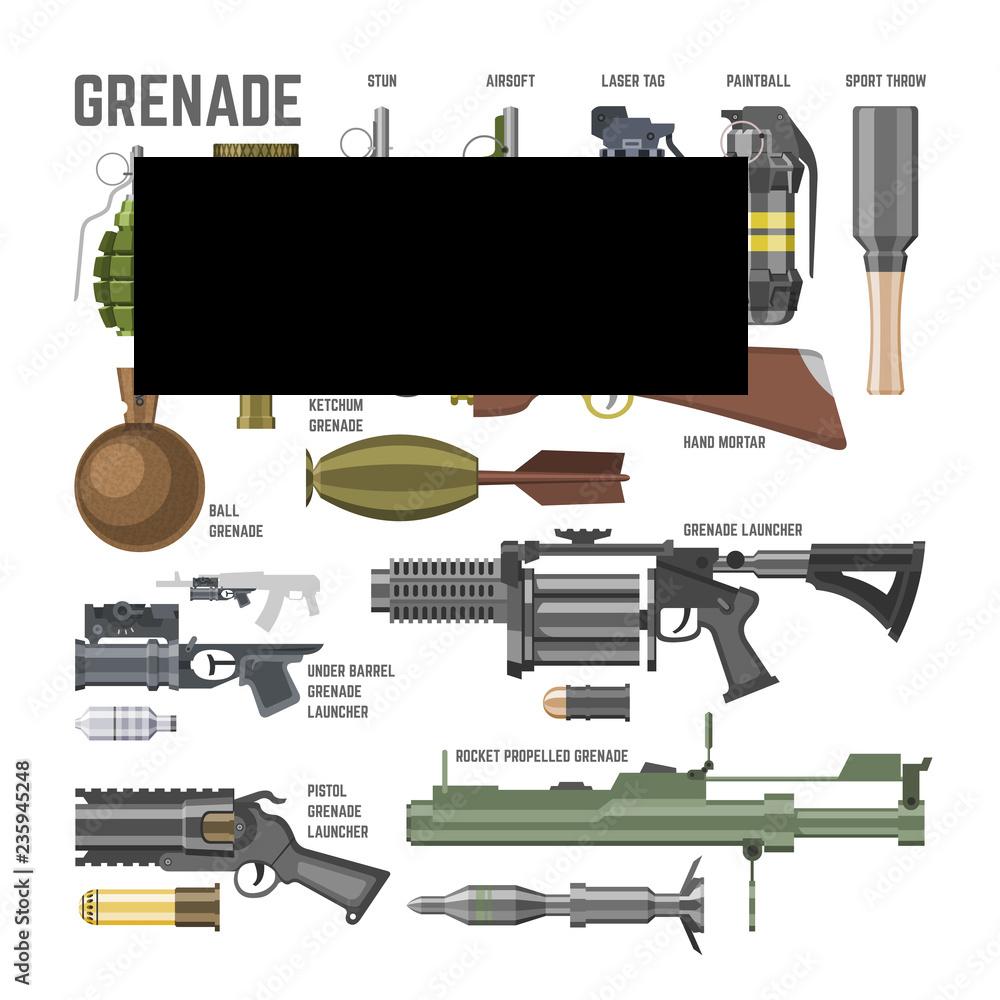 GRENADE
STUN
AIRSOFT
LASER TAG
PAINTBALL
SPORT THROW
KETCHUM
GRENADE
HAND MORTAR
BALL
GRENADE
GRENADE LAUNCHER
UNDER BARREL
GRENADE
LAUNCHER
ROCKET PROPELLED GRENADE
PISTOL
GRENADE
LAUNCHER
Adobe Stock | #235945248